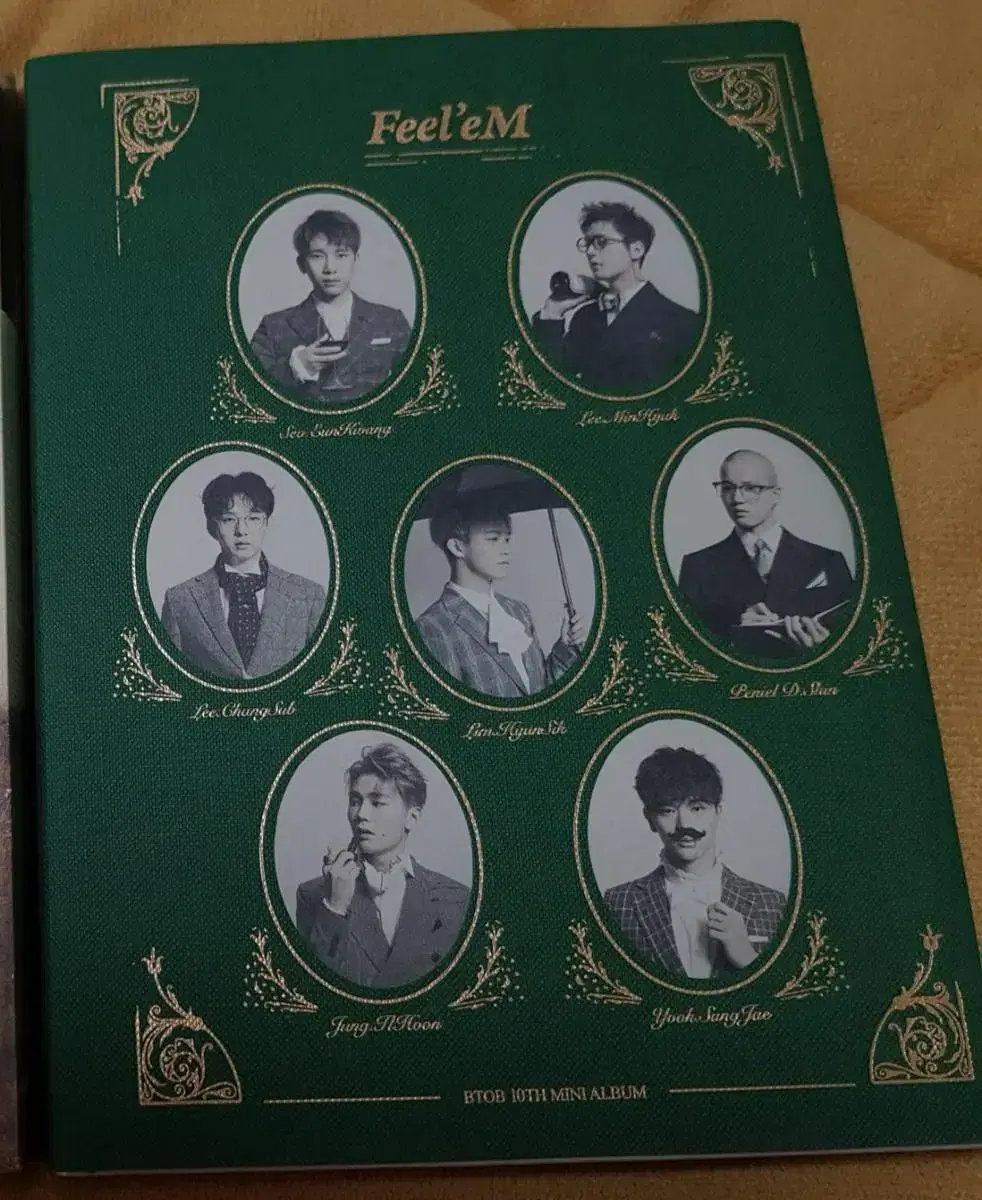 Feel'eM
Seo.EunKwang
Lee.MinHyuk
Lee.ChangSub
Lim.HyunSik
Peniel D.Shin
Jung.IlHoon
Yook.SungJae
BTOB 10TH MINI ALBUM